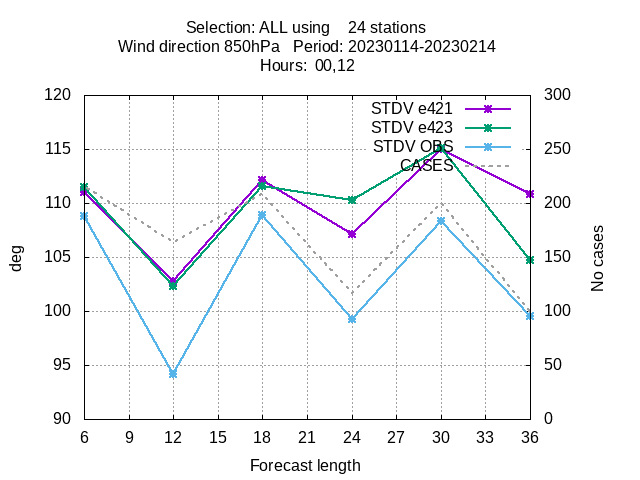 Selection: ALL using    24 stations
Wind direction 850hPa   Period: 20230114-20230214
Hours:  00,12
120
115
110
105
100
95
90
deg
300
250
200
150
100
50
0
No cases
STDV e421
STDV e423
STDV OBS
CASES
6 9 12 15 18 21 24 27 30 33 36
Forecast length